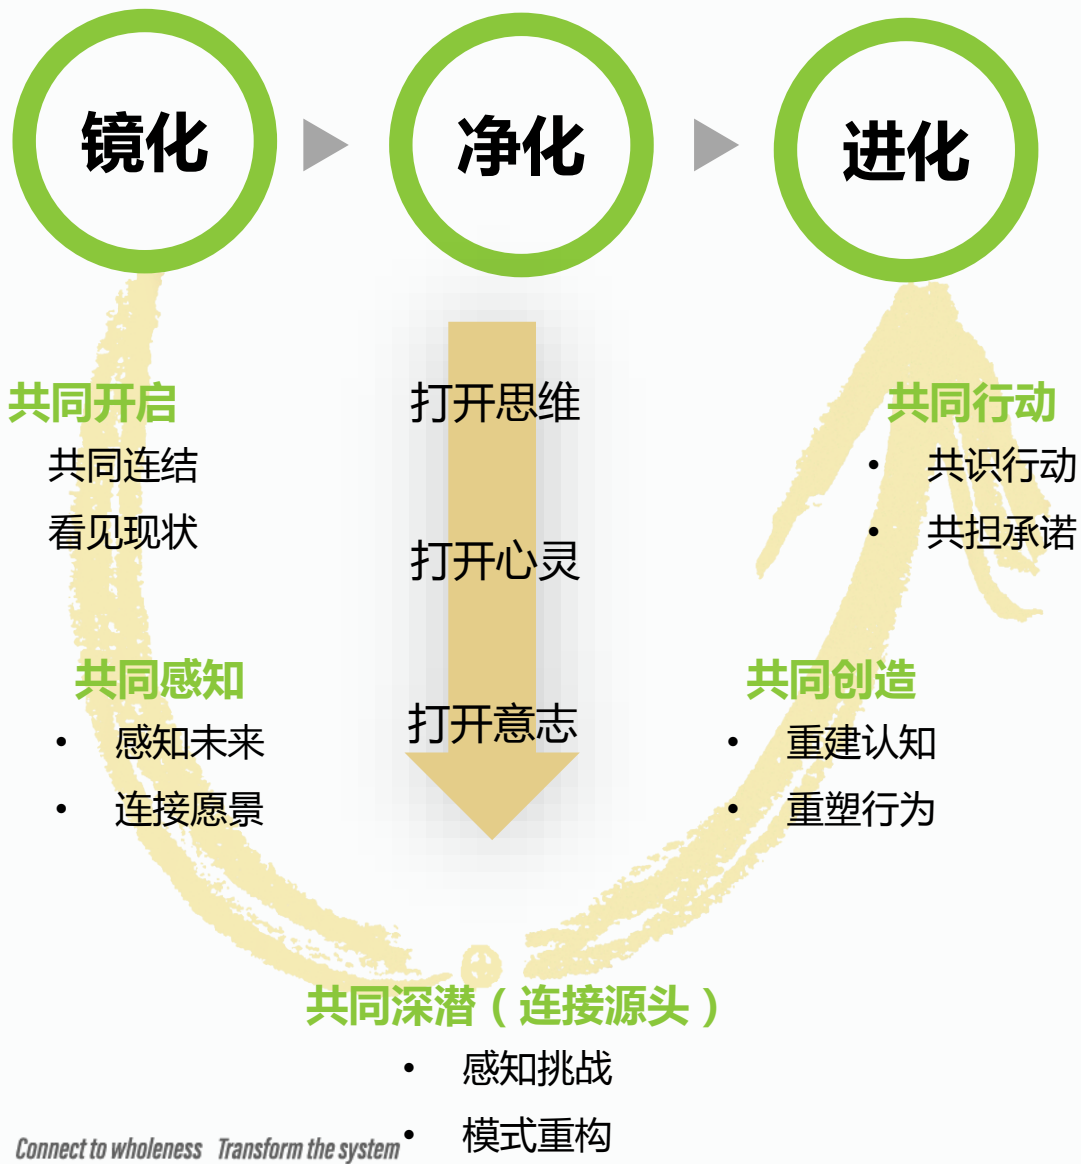 镜化
净化
进化
共同开启
共同连结
看见现状
打开思维
打开心灵
打开意志
共同行动
• 共识行动
• 共担承诺
共同感知
• 感知未来
• 连接愿景
共同创造
• 重建认知
• 重塑行为
共同深潜（连接源头）
• 感知挑战
• 模式重构
Connect to wholeness Transform the system